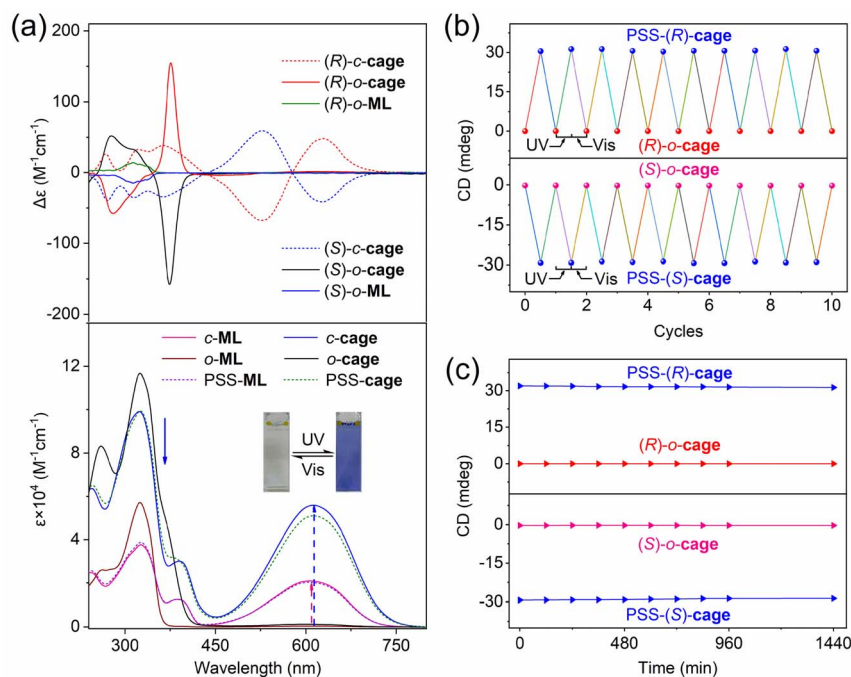 (a)
200
100
0
-100
-200
Δε (M⁻¹cm⁻¹)
(R)-c-cage
(R)-o-cage
(R)-o-ML
(S)-c-cage
(S)-o-cage
(S)-o-ML
c-ML
o-ML
PSS-ML
c-cage
o-cage
PSS-cage
UV
Vis
12
8
4
0
ε×10⁴ (M⁻¹cm⁻¹)
300 450 600 750
Wavelength (nm)
(b)
30
15
0
0
-15
-30
CD (mdeg)
PSS-(R)-cage
UV Vis
(R)-o-cage
(S)-o-cage
UV Vis
PSS-(S)-cage
0 2 4 6 8 10
Cycles
(c)
30
15
0
0
-15
-30
CD (mdeg)
PSS-(R)-cage
(R)-o-cage
(S)-o-cage
PSS-(S)-cage
0 480 960 1440
Time (min)